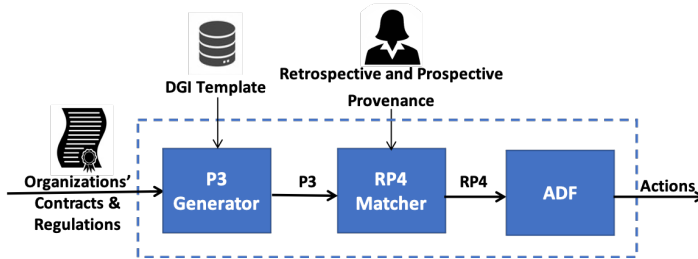 DGI Template
Retrospective and Prospective
Provenance
Organizations'
Contracts &
Regulations
P3
Generator
P3
RP4
Matcher
RP4
ADF
Actions